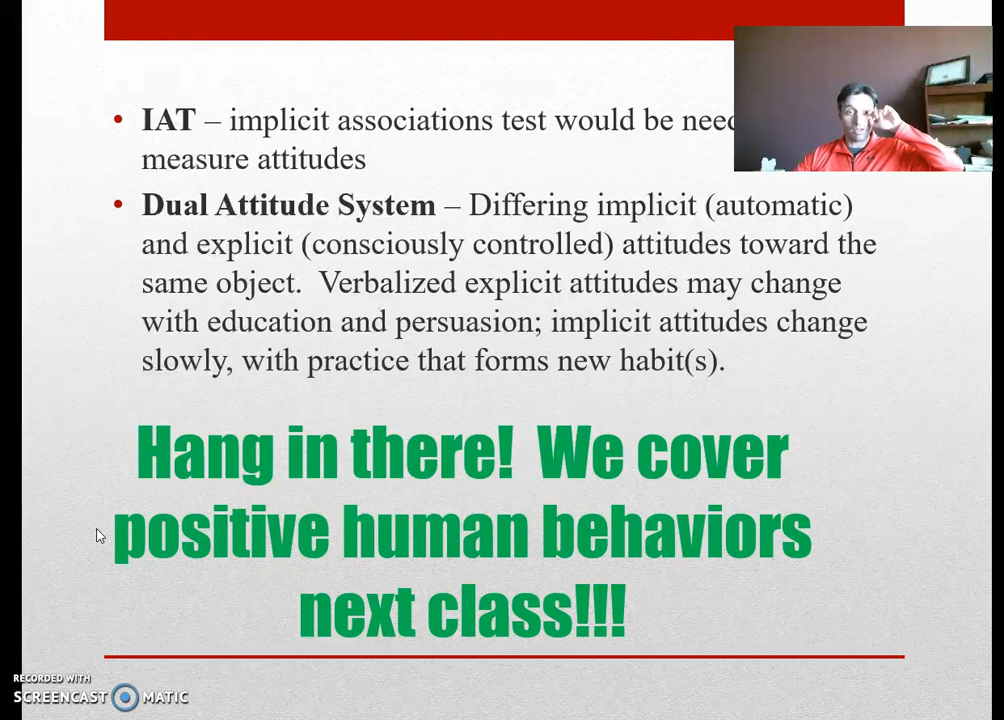 • IAT – implicit associations test would be
measure attitudes
• Dual Attitude System – Differing implicit (automatic)
and explicit (consciously controlled) attitudes toward the
same object.  Verbalized explicit attitudes may change
with education and persuasion; implicit attitudes change
slowly, with practice that forms new habit(s).
Hang in there!  We cover
positive human behaviors
next class!!!
RECORDED WITH
SCREENCAST MATIC